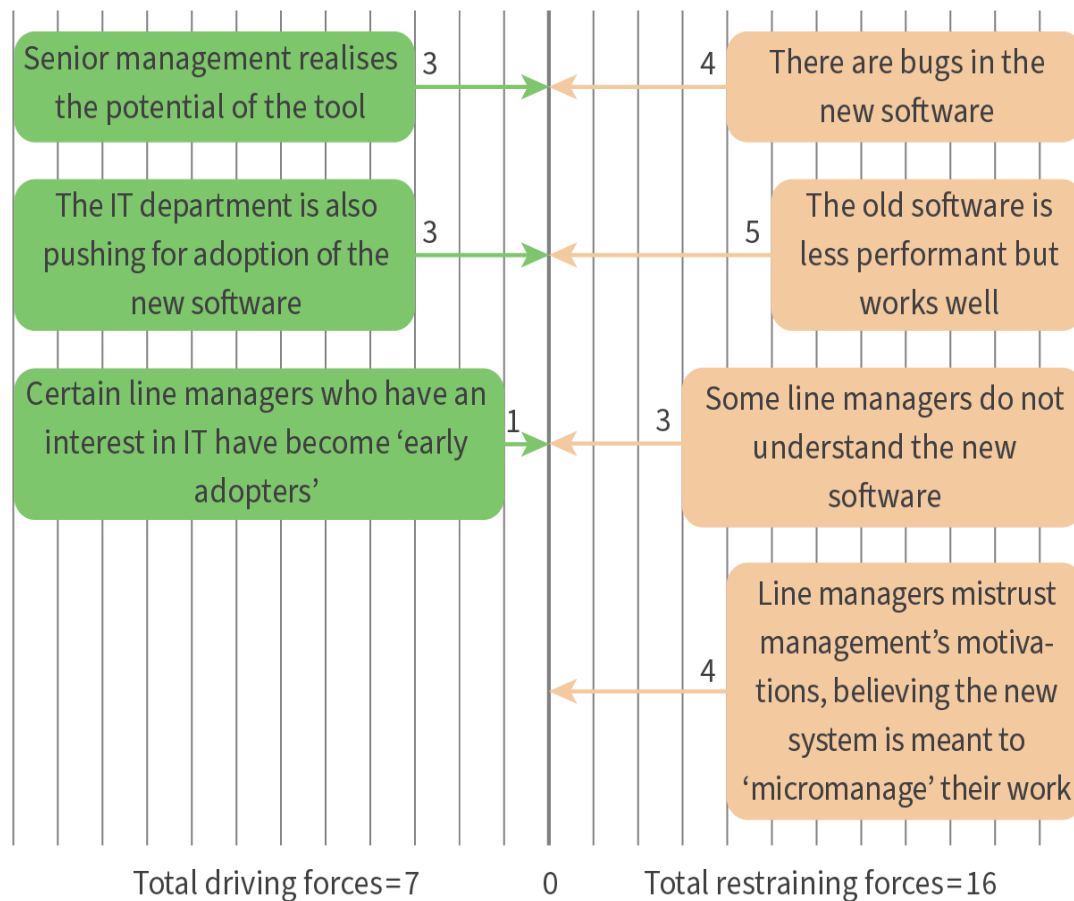 Senior management realises
the potential of the tool
3
4
There are bugs in the
new software
The IT department is also
pushing for adoption of the
new software
3
5
The old software is
less performant but
works well
Certain line managers who have an
interest in IT have become ‘early
adopters’
1
3
Some line managers do not
understand the new
software
4
Line managers mistrust
management’s motiva-
tions, believing the new
system is meant to
‘micromanage’ their work
Total driving forces=7
0
Total restraining forces=16